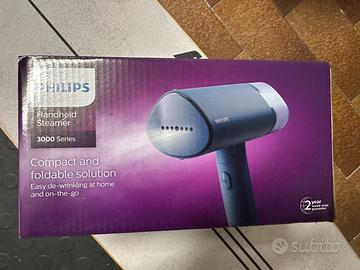 PHILIPS
Handheld
Steamer
3000 Series
Compact and
foldable solution
Easy de-wrinkling at home
and on-the-go
PHILIPS
2 year
guarantee
subito